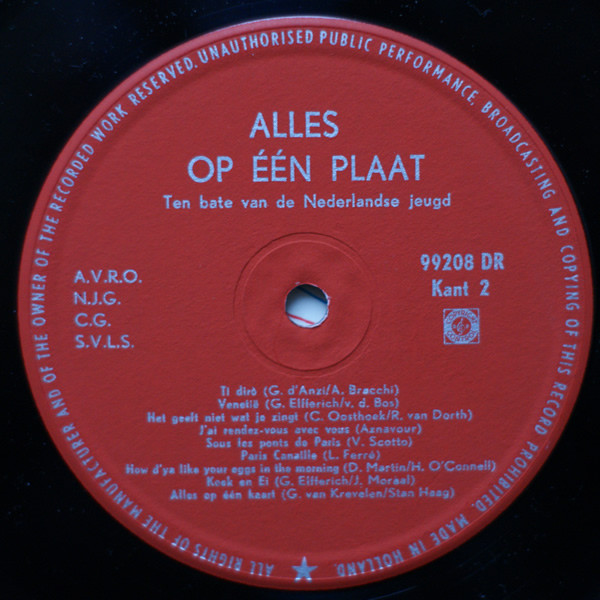 ALL RIGHTS OF THE MANUFACTURER AND OF THE OWNER OF THE RECORDED WORK RESERVED. UNAUTHORISED PUBLIC PERFORMANCE, BROADCASTING AND COPYING OF THIS RECORD PROHIBITED. MADE IN HOLLAND.
ALLES
OP ÉÉN PLAAT
Ten bate van de Nederlandse jeugd
A.V.R.O.
N.J.G.
C.G.
S.V.L.S.
99208 DR
Kant 2
Ti dirò (G. d'Anzi/A. Bracchi)
Venetië (G. Elfferich/v. d. Bos)
Het geeft niet wat je zingt (C. Oosthoek/R. van Dorth)
J'ai rendez-vous avec vous (Aznavour)
Sous les ponts de Paris (V. Scotto)
Paris Canaille (L. Ferré)
How d'ya like your eggs in the morning (D. Martin/H. O'Connell)
Keek en Ei (G. Elfferich/J. Moraal)
Alles op één kaart (G. van Krevelen/Stan Haag)